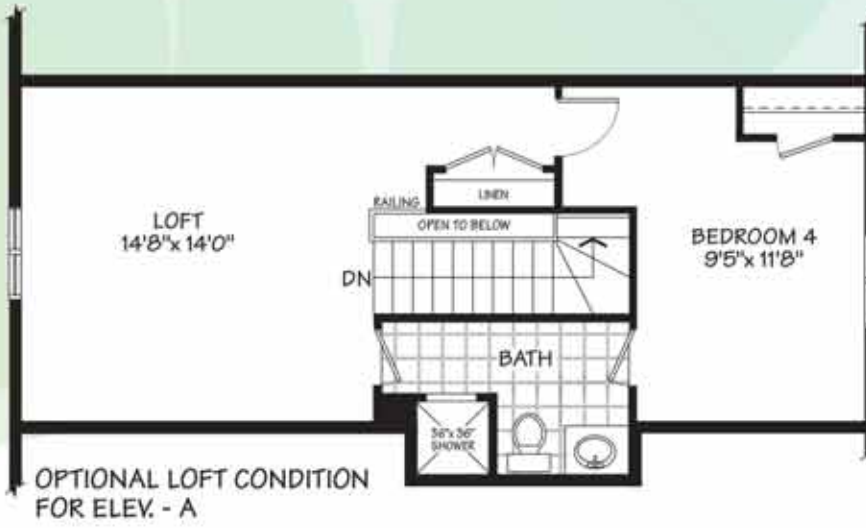 LINEN
RAILING
OPEN TO BELOW
LOFT
14'8"x 14'0"
BEDROOM 4
9'5"x 11'8"
DN
BATH
36"x 36"
SHOWER
OPTIONAL LOFT CONDITION
FOR ELEV. - A